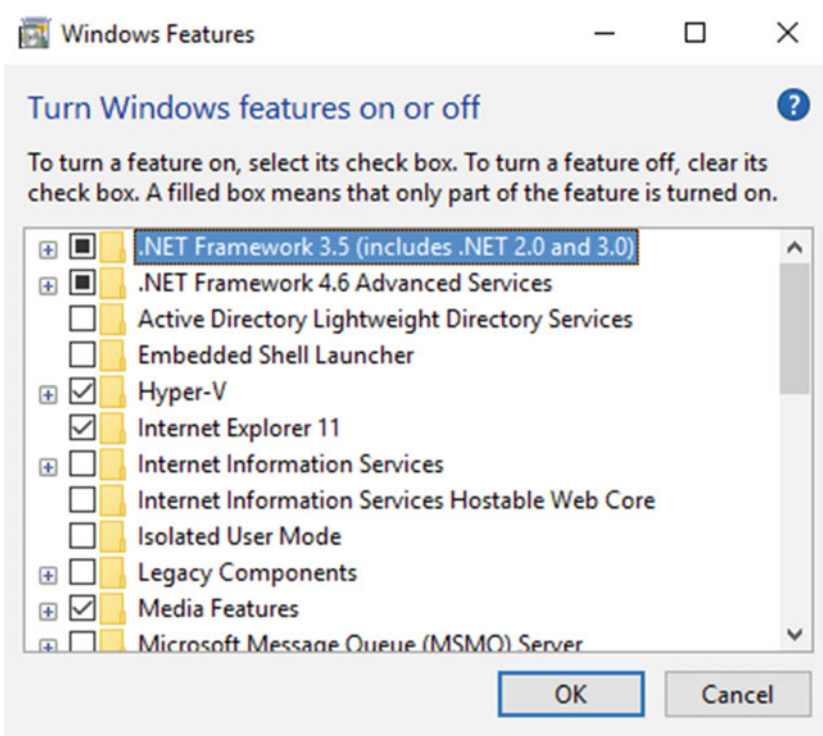 Windows Features
Turn Windows features on or off
?
To turn a feature on, select its check box. To turn a feature off, clear its
check box. A filled box means that only part of the feature is turned on.
.NET Framework 3.5 (includes .NET 2.0 and 3.0)
.NET Framework 4.6 Advanced Services
Active Directory Lightweight Directory Services
Embedded Shell Launcher
Hyper-V
Internet Explorer 11
Internet Information Services
Internet Information Services Hostable Web Core
Isolated User Mode
Legacy Components
Media Features
Microsoft Message Queue (MSMQ) Server
OK Cancel